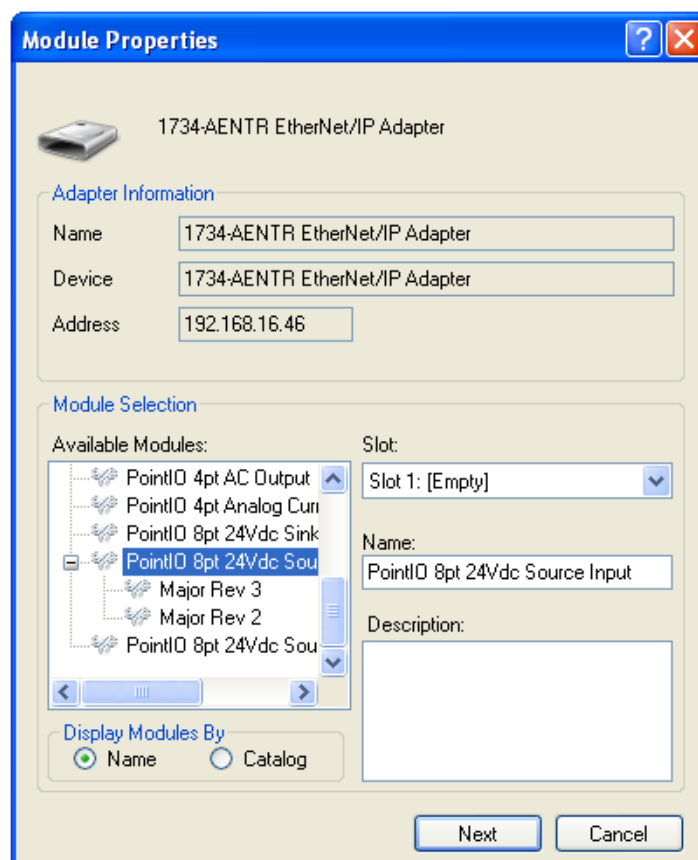 Module Properties
1734-AENTR EtherNet/IP Adapter
Adapter Information
Name 1734-AENTR EtherNet/IP Adapter
Device 1734-AENTR EtherNet/IP Adapter
Address 192.168.16.46
Module Selection
Available Modules:
PointIO 4pt AC Output
PointIO 4pt Analog Curr
PointIO 8pt 24Vdc Sink
PointIO 8pt 24Vdc Sou
Major Rev 3
Major Rev 2
PointIO 8pt 24Vdc Sou
Display Modules By
Name Catalog
Slot:
Slot 1: [Empty]
Name:
PointIO 8pt 24Vdc Source Input
Description:
Next Cancel